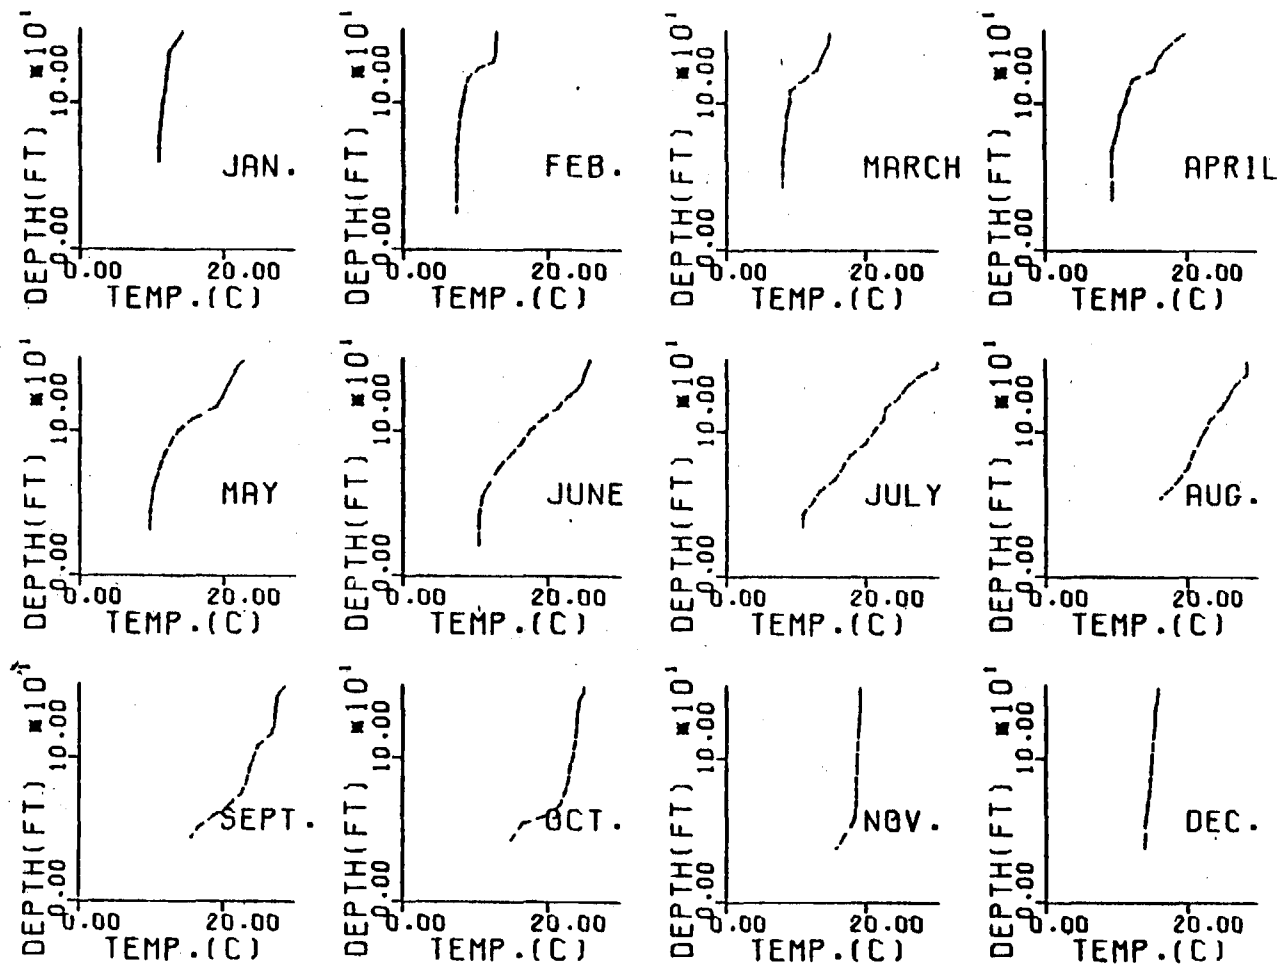 DEPTH(FT) *10¹
10.00
0.00
JAN.
0.00 20.00
TEMP.(C)
DEPTH(FT) *10¹
10.00
0.00
FEB.
0.00 20.00
TEMP.(C)
DEPTH(FT) *10¹
10.00
0.00
MARCH
0.00 20.00
TEMP.(C)
DEPTH(FT) *10¹
10.00
0.00
APRIL
0.00 20.00
TEMP.(C)
DEPTH(FT) *10¹
10.00
0.00
MAY
0.00 20.00
TEMP.(C)
DEPTH(FT) *10¹
10.00
0.00
JUNE
0.00 20.00
TEMP.(C)
DEPTH(FT) *10¹
10.00
0.00
JULY
0.00 20.00
TEMP.(C)
DEPTH(FT) *10¹
10.00
0.00
AUG.
0.00 20.00
TEMP.(C)
DEPTH(FT) *10¹
10.00
0.00
SEPT.
0.00 20.00
TEMP.(C)
DEPTH(FT) *10¹
10.00
0.00
OCT.
0.00 20.00
TEMP.(C)
DEPTH(FT) *10¹
10.00
0.00
NOV.
0.00 20.00
TEMP.(C)
DEPTH(FT) *10¹
10.00
0.00
DEC.
0.00 20.00
TEMP.(C)